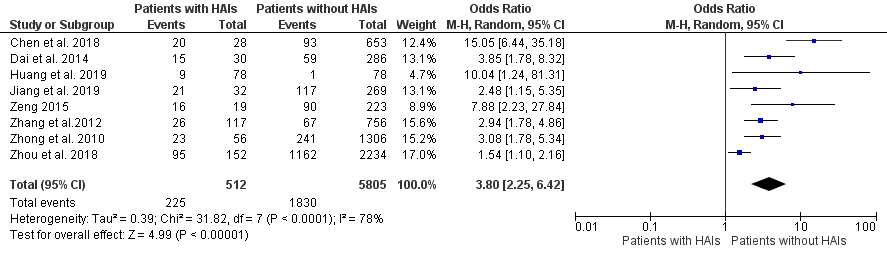 Patients with HAIs Patients without HAIs Odds Ratio Odds Ratio
Study or Subgroup Events Total Events Total Weight M-H, Random, 95% CI M-H, Random, 95% CI
Chen et al. 2018 20 28 93 653 12.4% 15.05 [6.44, 35.18]
Dai et al. 2014 15 30 59 286 13.1% 3.85 [1.78, 8.32]
Huang et al. 2019 9 78 1 78 4.7% 10.04 [1.24, 81.31]
Jiang et al. 2019 21 32 117 269 13.0% 2.48 [1.15, 5.35]
Zeng 2015 16 19 90 223 8.9% 7.88 [2.23, 27.84]
Zhang et al.2012 26 117 67 756 15.6% 2.94 [1.78, 4.86]
Zhong et al. 2010 23 56 241 1306 15.2% 3.08 [1.78, 5.34]
Zhou et al. 2018 95 152 1162 2234 17.0% 1.54 [1.10, 2.16]
Total (95% CI) 512 5805 100.0% 3.80 [2.25, 6.42]
Total events 225 1830
Heterogeneity: Tau² = 0.39; Chi² = 31.82, df = 7 (P < 0.0001); I² = 78%
Test for overall effect: Z = 4.99 (P < 0.00001)
0.01 0.1 1 10 100
Patients with HAIs Patients without HAIs